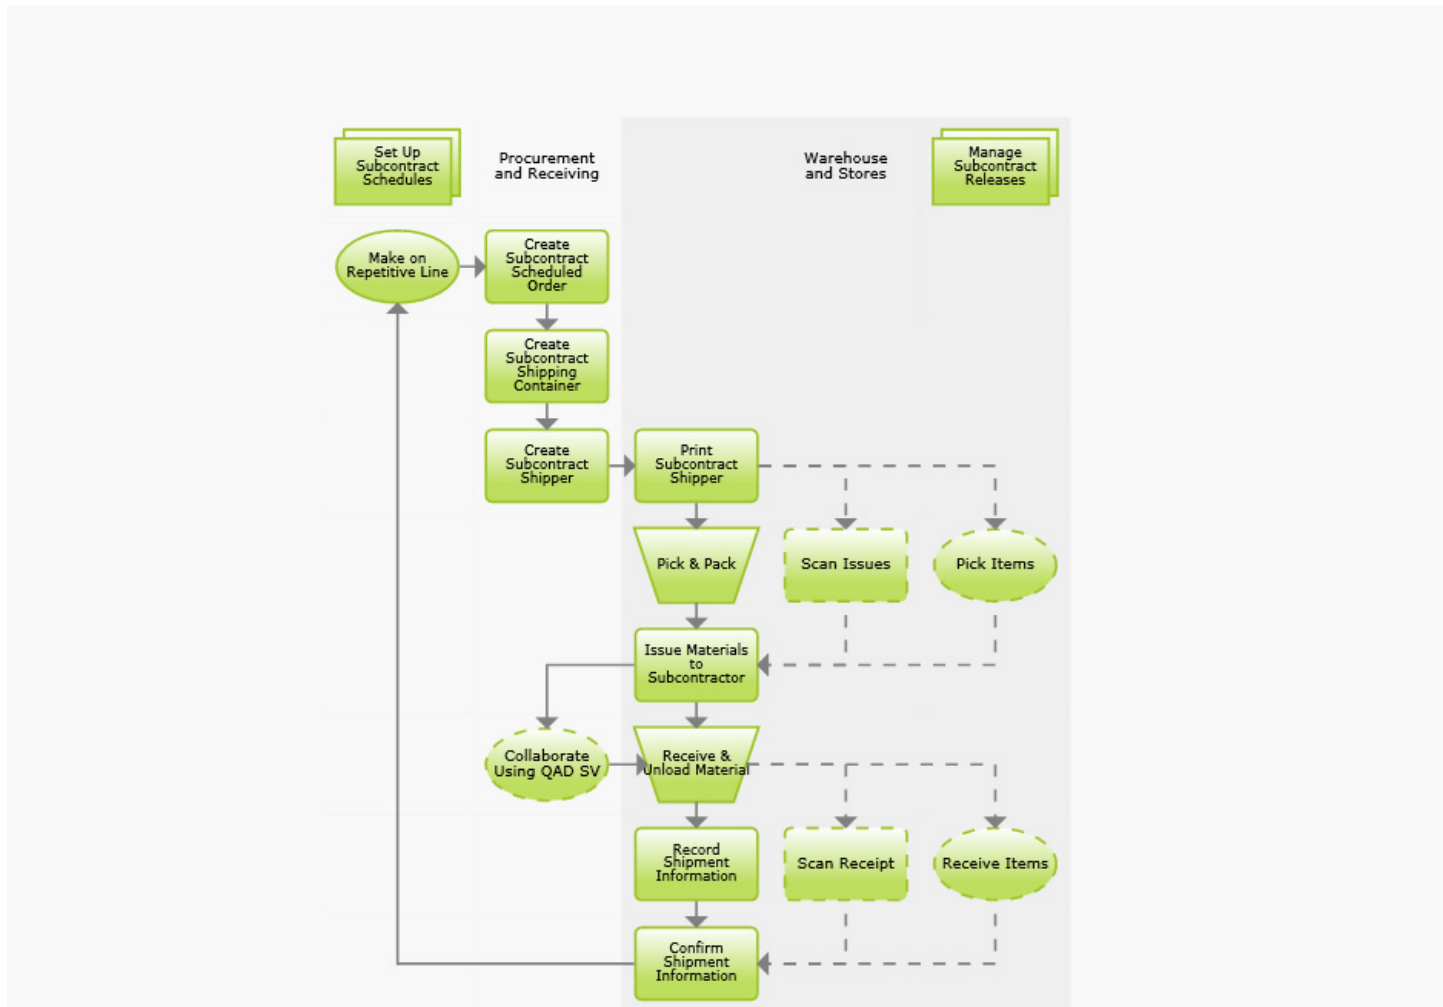 Set Up
Subcontract
Schedules
Procurement
and Receiving
Warehouse
and Stores
Manage
Subcontract
Releases
Make on
Repetitive Line
Create
Subcontract
Scheduled
Order
Create
Subcontract
Shipping
Container
Create
Subcontract
Shipper
Print
Subcontract
Shipper
Pick & Pack
Scan Issues
Pick Items
Issue Materials
to
Subcontractor
Collaborate
Using QAD SV
Receive &
Unload Material
Record
Shipment
Information
Scan Receipt
Receive Items
Confirm
Shipment
Information